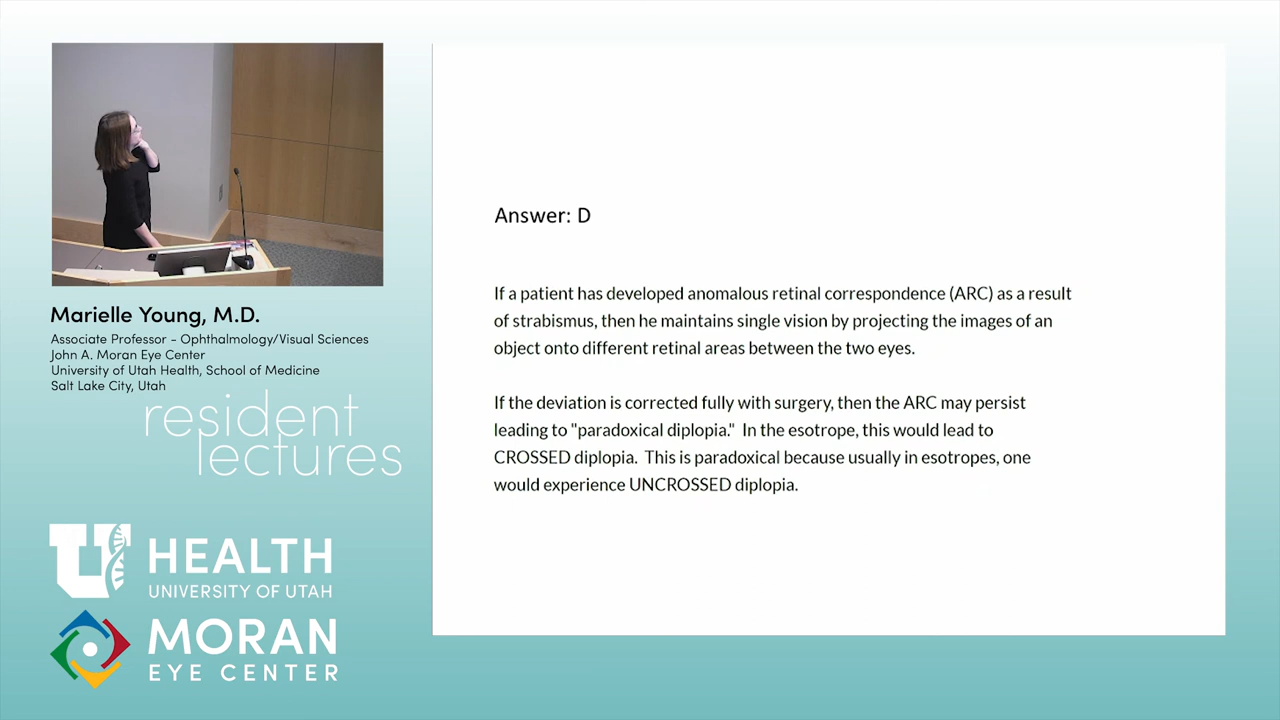 Marielle Young, M.D.
Associate Professor - Ophthalmology/Visual Sciences
John A. Moran Eye Center
University of Utah Health, School of Medicine
Salt Lake City, Utah
resident
lectures
U HEALTH
UNIVERSITY OF UTAH
MORAN
EYE CENTER
Answer: D
If a patient has developed anomalous retinal correspondence (ARC) as a result
of strabismus, then he maintains single vision by projecting the images of an
object onto different retinal areas between the two eyes.
If the deviation is corrected fully with surgery, then the ARC may persist
leading to "paradoxical diplopia." In the esotrope, this would lead to
CROSSED diplopia. This is paradoxical because usually in esotropes, one
would experience UNCROSSED diplopia.